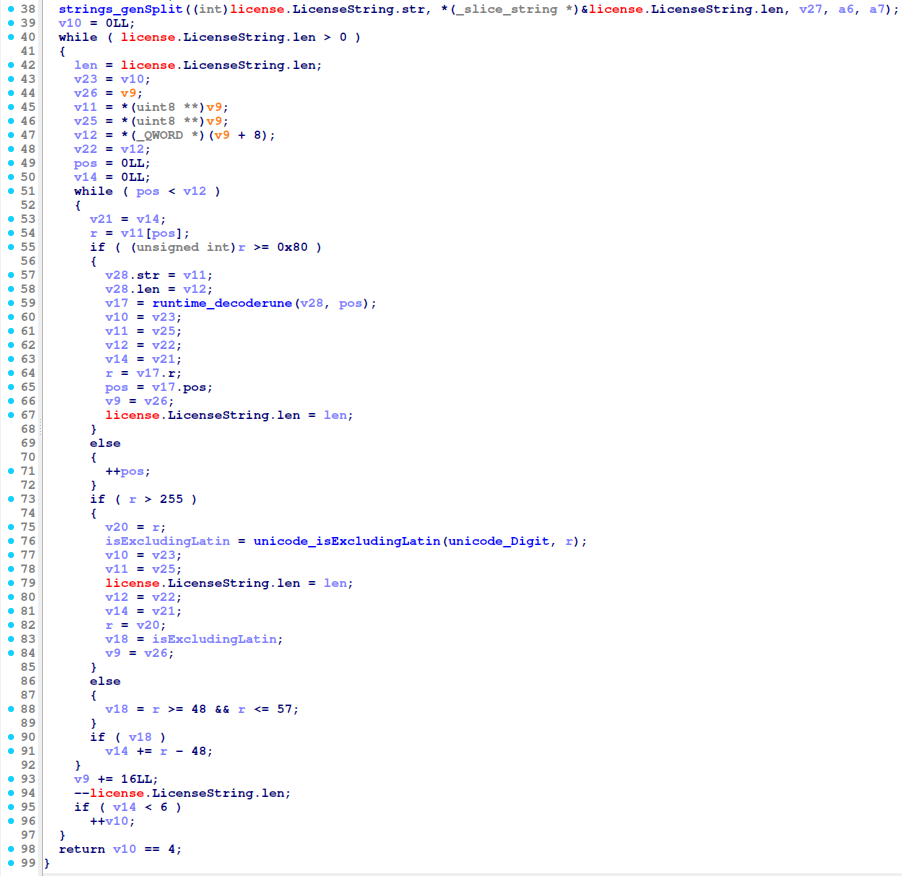 38 strings_genSplit((int)license.LicenseString.str, *(_slice_string *)&license.LicenseString.len, v27, a6, a7);
39 v10 = 0LL;
40 while ( license.LicenseString.len > 0 )
41 {
42 len = license.LicenseString.len;
43 v23 = v10;
44 v26 = v9;
45 v11 = *(uint8 **)v9;
46 v25 = *(uint8 **)v9;
47 v12 = *(_QWORD *)(v9 + 8);
48 v22 = v12;
49 pos = 0LL;
50 v14 = 0LL;
51 while ( pos < v12 )
52 {
53 v21 = v14;
54 r = v11[pos];
55 if ( (unsigned int)r >= 0x80 )
56 {
57 v28.str = v11;
58 v28.len = v12;
59 v17 = runtime_decoderune(v28, pos);
60 v10 = v23;
61 v11 = v25;
62 v12 = v22;
63 v14 = v21;
64 r = v17.r;
65 pos = v17.pos;
66 v9 = v26;
67 license.LicenseString.len = len;
68 }
69 else
70 {
71 ++pos;
72 }
73 if ( r > 255 )
74 {
75 v20 = r;
76 isExcludingLatin = unicode_isExcludingLatin(unicode_Digit, r);
77 v10 = v23;
78 v11 = v25;
79 license.LicenseString.len = len;
80 v12 = v22;
81 v14 = v21;
82 r = v20;
83 v18 = isExcludingLatin;
84 v9 = v26;
85 }
86 else
87 {
88 v18 = r >= 48 && r <= 57;
89 }
90 if ( v18 )
91 v14 += r - 48;
92 }
93 v9 += 16LL;
94 --license.LicenseString.len;
95 if ( v14 < 6 )
96 ++v10;
97 }
98 return v10 == 4;
99 }